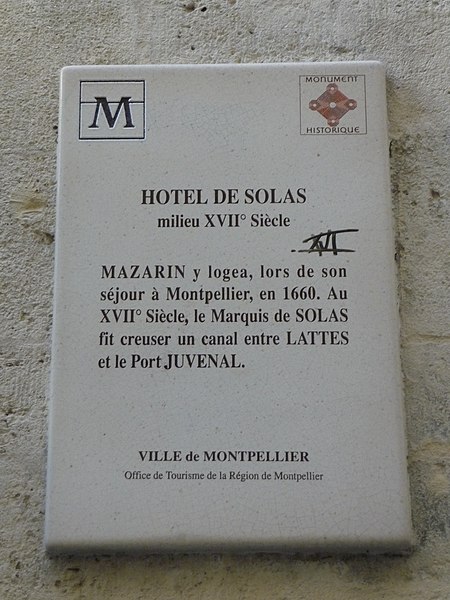 M
MONUMENT
HISTORIQUE
HOTEL DE SOLAS
milieu XVII° Siècle
XVI
MAZARIN y logea, lors de son
séjour à Montpellier, en 1660. Au
XVII° Siècle, le Marquis de SOLAS
fit creuser un canal entre LATTES
et le Port JUVENAL.
VILLE de MONTPELLIER
Office de Tourisme de la Région de Montpellier